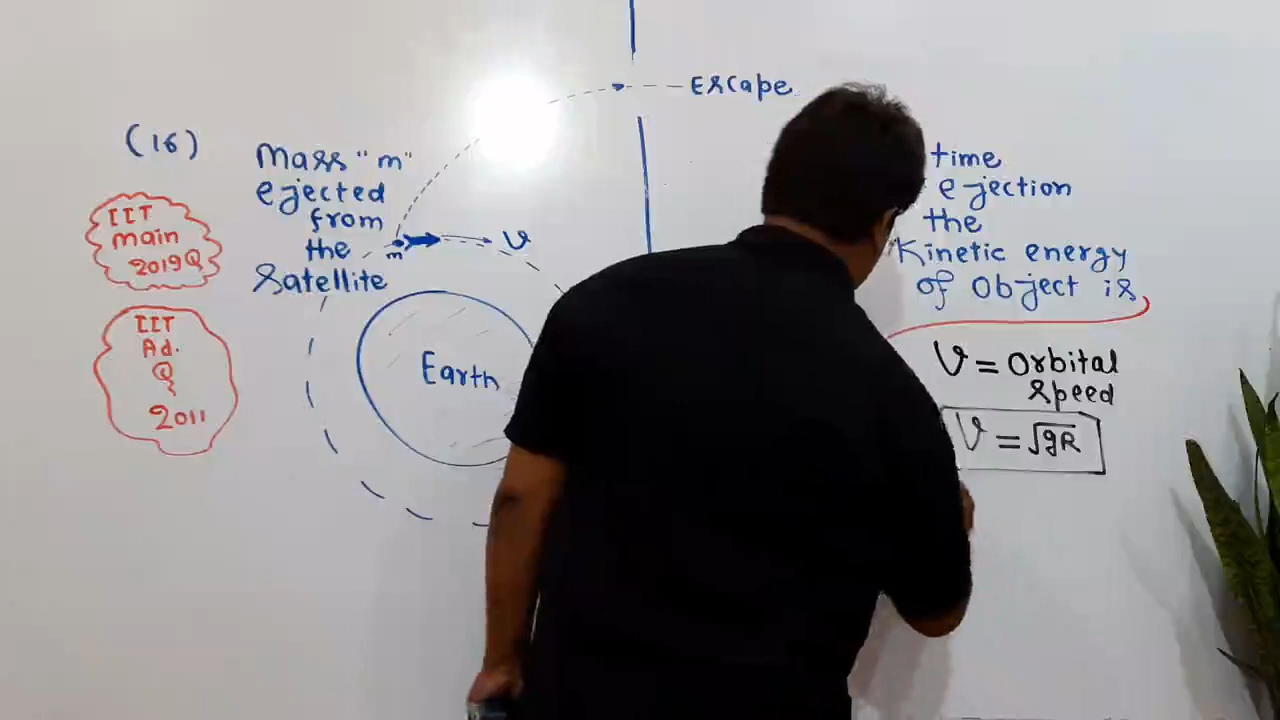 (16)
Mass "m"
ejected
from
the
Satellite
IIT
main
2019Q
IIT
Ad.
Q
2011
m
v
Escape
Earth
time
ejection
the
Kinetic energy
of object is
v = Orbital
speed
v = √gR